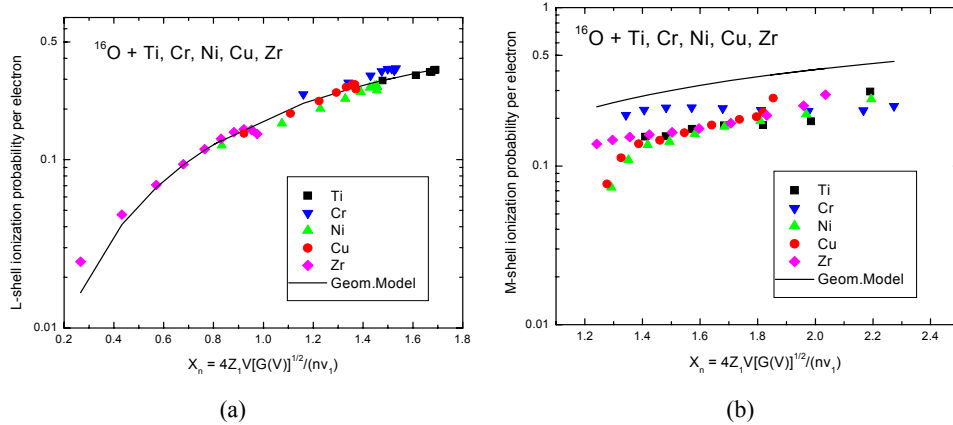 (a)
¹⁶O + Ti, Cr, Ni, Cu, Zr
L-shell ionization probability per electron
0.5
0.1
0.01
Ti
Cr
Ni
Cu
Zr
Geom.Model
0.2 0.4 0.6 0.8 1.0 1.2 1.4 1.6 1.8
Xₙ = 4Z₁V[G(V)]¹ᐟ²/(nv₁)
(a)
(b)
¹⁶O + Ti, Cr, Ni, Cu, Zr
M-shell ionization probability per electron
1
0.5
0.1
0.01
Ti
Cr
Ni
Cu
Zr
Geom.Model
1.2 1.4 1.6 1.8 2.0 2.2 2.4
Xₙ = 4Z₁V[G(V)]¹ᐟ²/(nv₁)
(b)